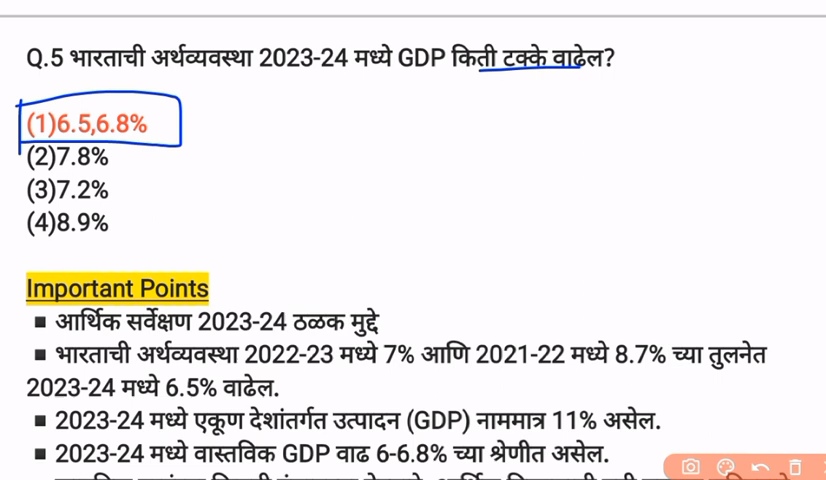 Q.5 भारताची अर्थव्यवस्था 2023-24 मध्ये GDP किती टक्के वाढेल?
(1)6.5,6.8%
(2)7.8%
(3)7.2%
(4)8.9%
Important Points
▪ आर्थिक सर्वेक्षण 2023-24 ठळक मुद्दे
▪ भारताची अर्थव्यवस्था 2022-23 मध्ये 7% आणि 2021-22 मध्ये 8.7% च्या तुलनेत
2023-24 मध्ये 6.5% वाढेल.
▪ 2023-24 मध्ये एकूण देशांतर्गत उत्पादन (GDP) नाममात्र 11% असेल.
▪ 2023-24 मध्ये वास्तविक GDP वाढ 6-6.8% च्या श्रेणीत असेल.